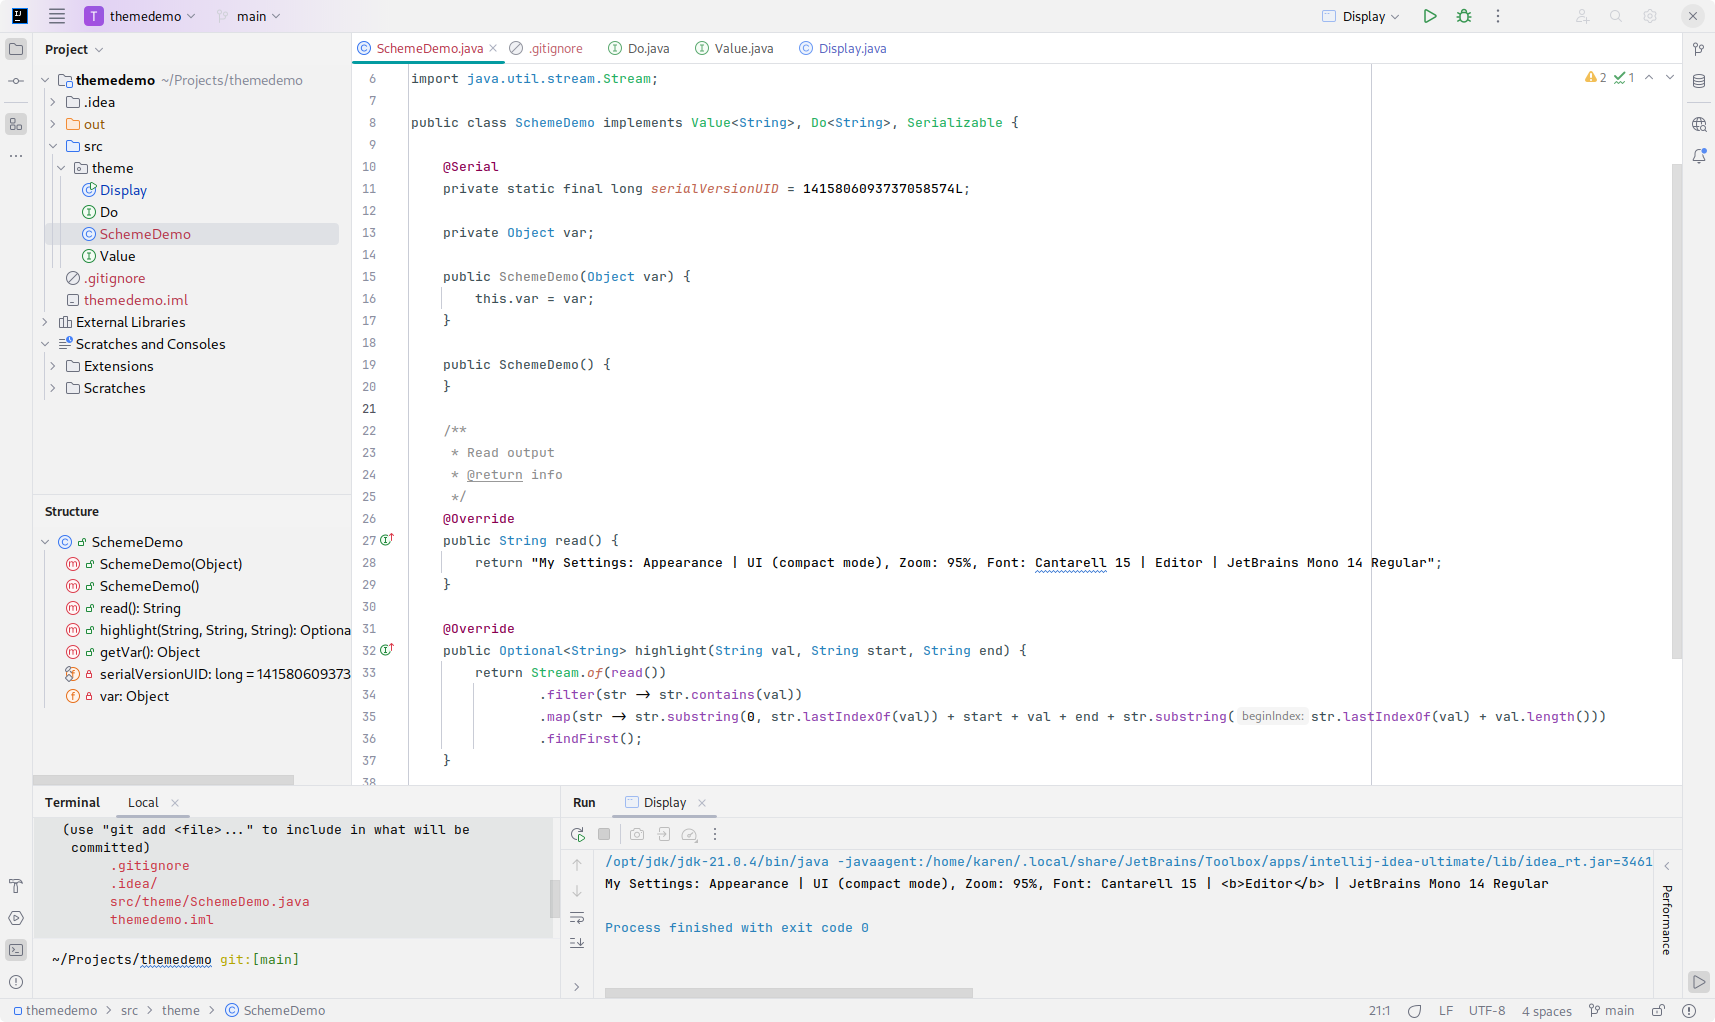 T themedemo main Display
Project
themedemo ~/Projects/themedemo
.idea
out
src
theme
Display
Do
SchemeDemo
Value
.gitignore
themedemo.iml
External Libraries
Scratches and Consoles
Extensions
Scratches
Structure
SchemeDemo
SchemeDemo(Object)
SchemeDemo()
read(): String
highlight(String, String, String): Optiona
getVar(): Object
serialVersionUID: long = 141580609373
var: Object
SchemeDemo.java .gitignore Do.java Value.java Display.java
2 1
6 import java.util.stream.Stream;
7
8 public class SchemeDemo implements Value<String>, Do<String>, Serializable {
9
10 @Serial
11 private static final long serialVersionUID = 1415806093737058574L;
12
13 private Object var;
14
15 public SchemeDemo(Object var) {
16 this.var = var;
17 }
18
19 public SchemeDemo() {
20 }
21
22 /**
23 * Read output
24 * @return info
25 */
26 @Override
27 public String read() {
28 return "My Settings: Appearance | UI (compact mode), Zoom: 95%, Font: Cantarell 15 | Editor | JetBrains Mono 14 Regular";
29 }
30
31 @Override
32 public Optional<String> highlight(String val, String start, String end) {
33 return Stream.of(read())
34 .filter(str → str.contains(val))
35 .map(str → str.substring(0, str.lastIndexOf(val)) + start + val + end + str.substring( beginIndex: str.lastIndexOf(val) + val.length()))
36 .findFirst();
37 }
38
Terminal Local
(use "git add <file>..." to include in what will be
committed)
.gitignore
.idea/
src/theme/SchemeDemo.java
themedemo.iml
~/Projects/themedemo git:[main]
Run Display
/opt/jdk/jdk-21.0.4/bin/java -javaagent:/home/karen/.local/share/JetBrains/Toolbox/apps/intellij-idea-ultimate/lib/idea_rt.jar=3461
My Settings: Appearance | UI (compact mode), Zoom: 95%, Font: Cantarell 15 | <b>Editor</b> | JetBrains Mono 14 Regular
Process finished with exit code 0
Performance
themedemo > src > theme > SchemeDemo
21:1 LF UTF-8 4 spaces main